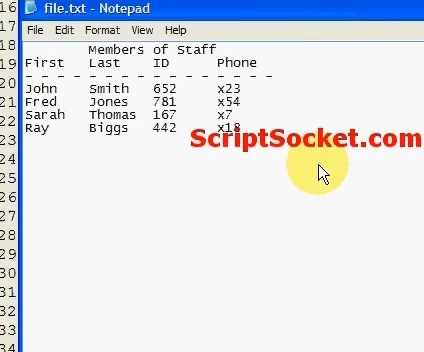 16
17
18
19
20
21
22
23
24
25
26
27
28
29
30
31
32
33
34
file.txt - Notepad
File Edit Format View Help
Members of Staff
First Last ID Phone
- - - - - - - - - - - - - - - -
John Smith 652 x23
Fred Jones 781 x54
Sarah Thomas 167 x7
Ray Biggs 442 x18
ScriptSocket.com